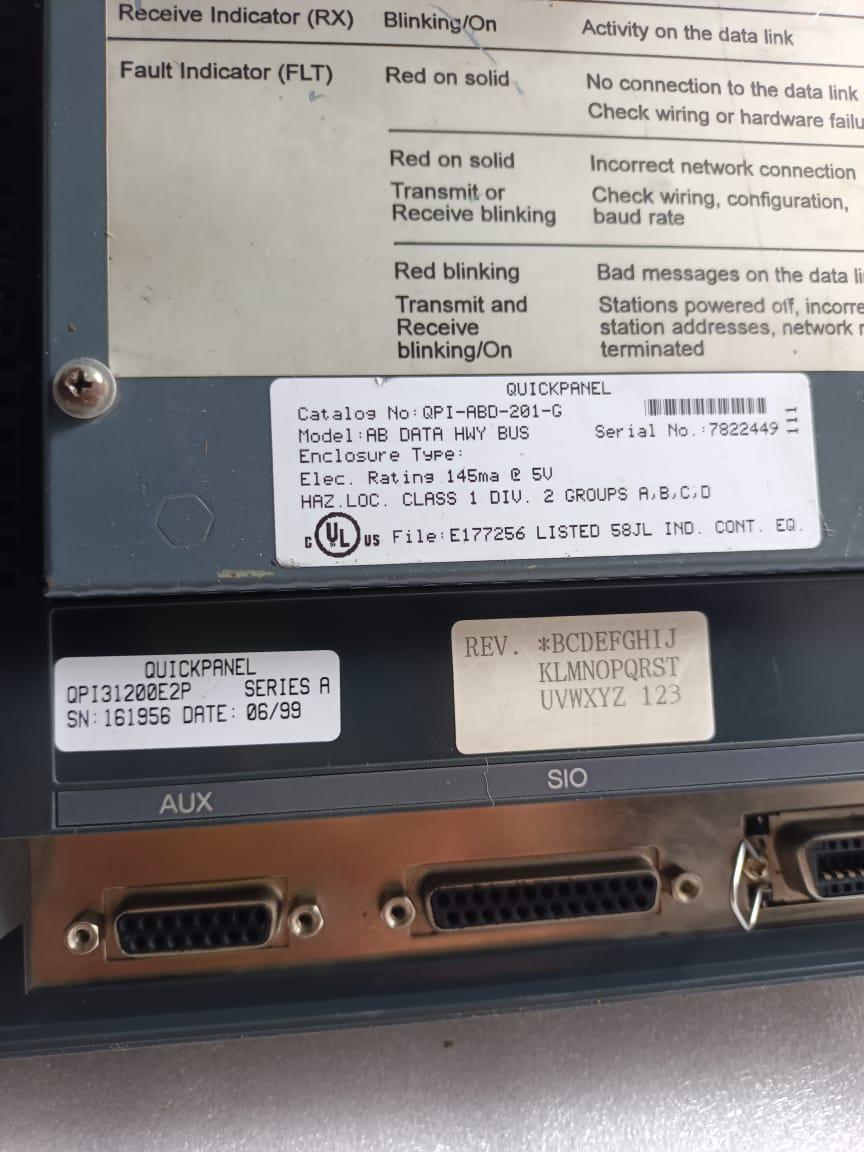 Receive Indicator (RX) Blinking/On Activity on the data link
Fault Indicator (FLT) Red on solid No connection to the data link
Check wiring or hardware
Red on solid Incorrect network connection
Transmit or Check wiring, configuration,
Receive blinking baud rate
Red blinking Bad messages on the data
Transmit and Stations powered off,
Receive station addresses, network
blinking/On terminated
QUICKPANEL
Catalog No:QPI-ABD-201-G
Model:AB DATA HWY BUS Serial No.:7822449
Enclosure Type:
Elec. Rating 145ma @ 5V
HAZ.LOC. CLASS 1 DIV. 2 GROUPS A,B,C,D
C UL US File:E177256 LISTED 58JL IND. CONT. EQ.
QUICKPANEL
QPI31200E2P SERIES A
SN:161956 DATE: 06/99
REV. *BCDEFGHIJ
KLMNOPQRST
UVWXYZ 123
AUX SIO